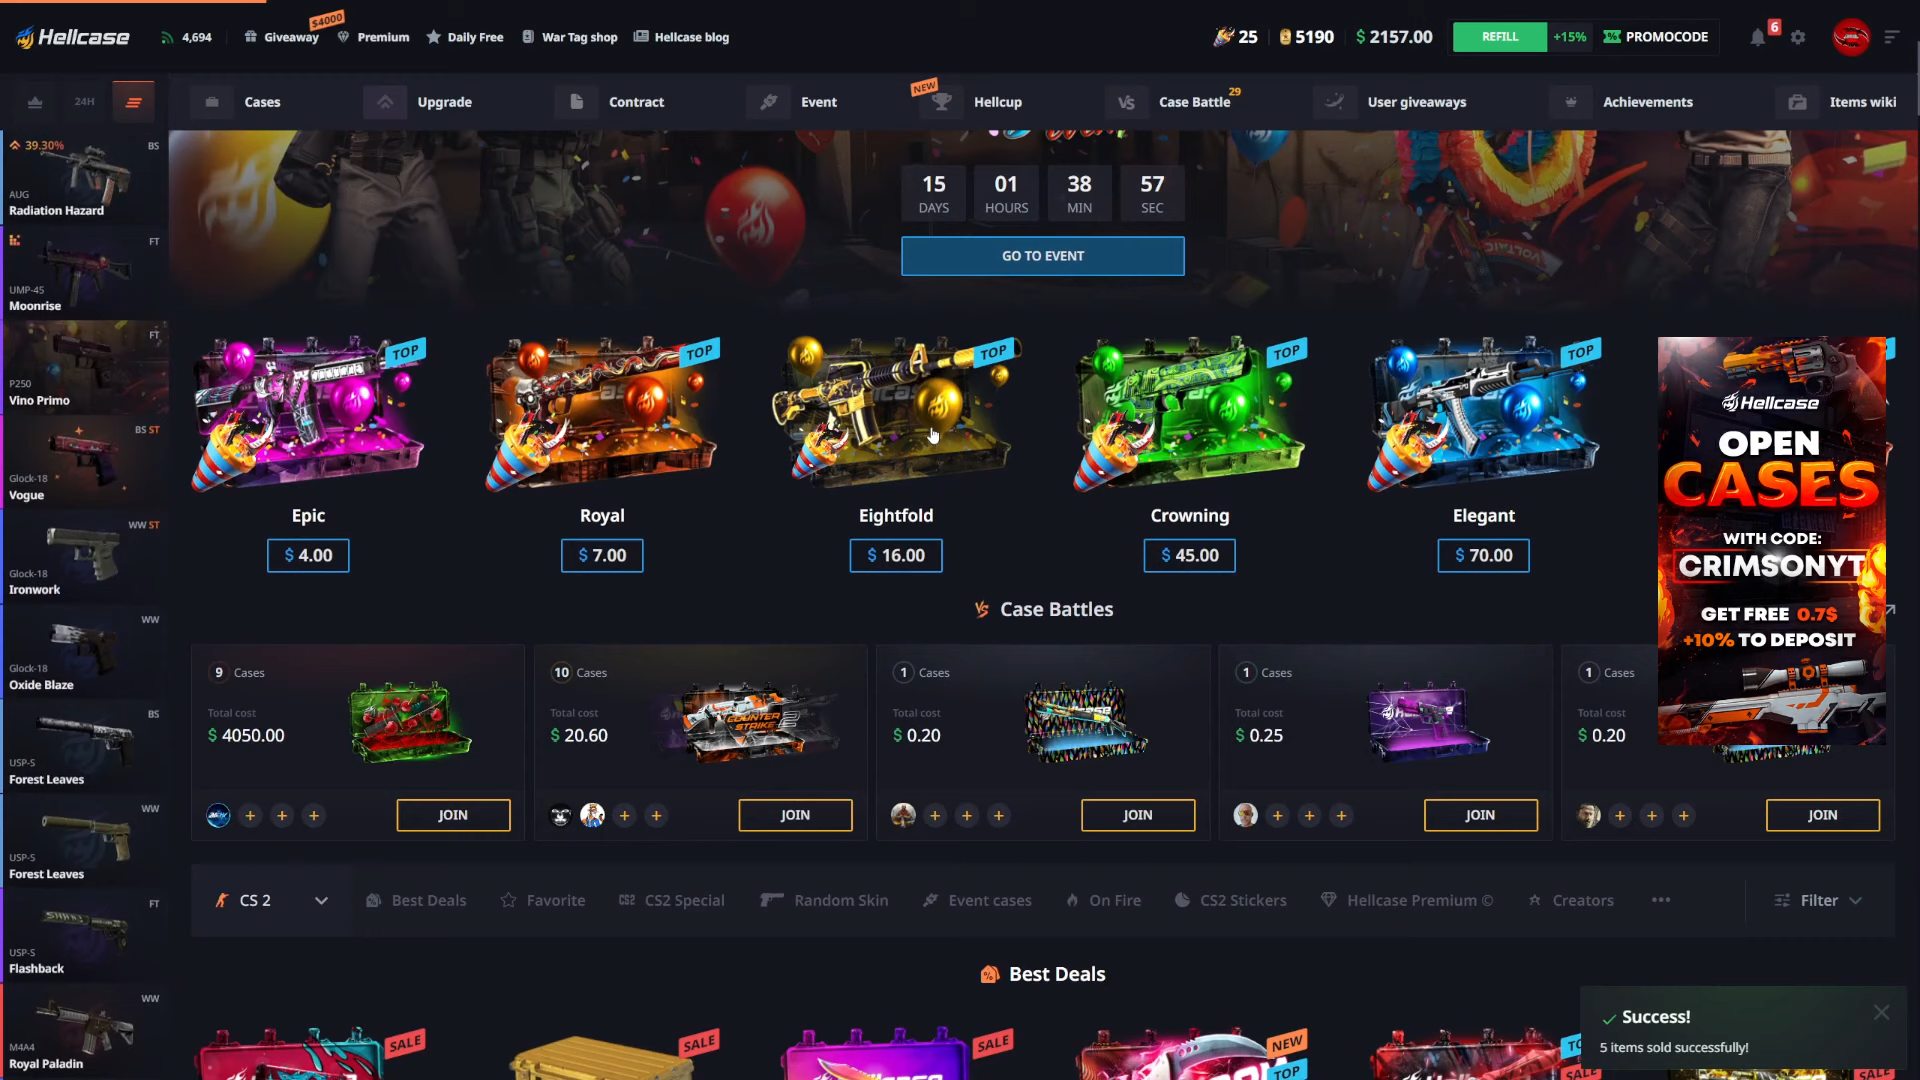 Hellcase
4,694
Giveaway
$4000
Premium
Daily Free
War Tag shop
Hellcase blog
25
5190
$ 2157.00
REFILL
+15%
PROMOCODE
6
24H
Cases
Upgrade
Contract
Event
NEW
Hellcup
VS
Case Battle
29
User giveaways
Achievements
Items wiki
39.30%
BS
AUG
Radiation Hazard
FT
UMP-45
Moonrise
FT
P250
Vino Primo
BS ST
Glock-18
Vogue
WW ST
Glock-18
Ironwork
WW
Glock-18
Oxide Blaze
BS
USP-S
Forest Leaves
WW
USP-S
Forest Leaves
FT
USP-S
Flashback
WW
M4A4
Royal Paladin
15
DAYS
01
HOURS
38
MIN
57
SEC
GO TO EVENT
TOP
Epic
$ 4.00
TOP
Royal
$ 7.00
TOP
Eightfold
$ 16.00
TOP
Crowning
$ 45.00
TOP
Elegant
$ 70.00
Hellcase
OPEN
CASES
WITH CODE:
CRIMSONYT
GET FREE 0.7$
+10% TO DEPOSIT
VS Case Battles
9 Cases
Total cost
$ 4050.00
JOIN
10 Cases
Total cost
$ 20.60
COUNTER
STRIKE 2
JOIN
1 Cases
Total cost
$ 0.20
JOIN
1 Cases
Total cost
$ 0.25
JOIN
1 Cases
Total cost
$ 0.20
JOIN
CS 2
Best Deals
Favorite
CS2 CS2 Special
Random Skin
Event cases
On Fire
CS2 Stickers
Hellcase Premium ©
Creators
Filter
Best Deals
SALE
SALE
SALE
NEW
TOP
SALE
SALE
Success!
5 items sold successfully!